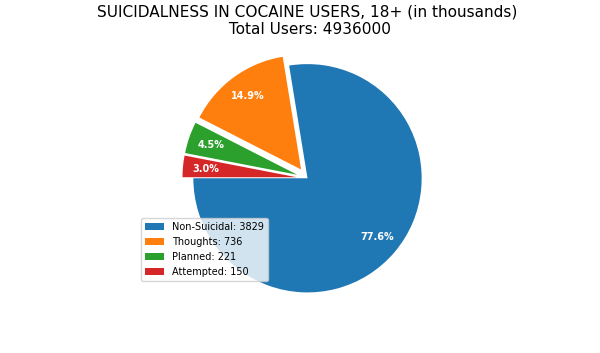 SUICIDALNESS IN COCAINE USERS, 18+ (in thousands)
Total Users: 4936000
14.9%
4.5%
3.0%
77.6%
Non-Suicidal: 3829
Thoughts: 736
Planned: 221
Attempted: 150